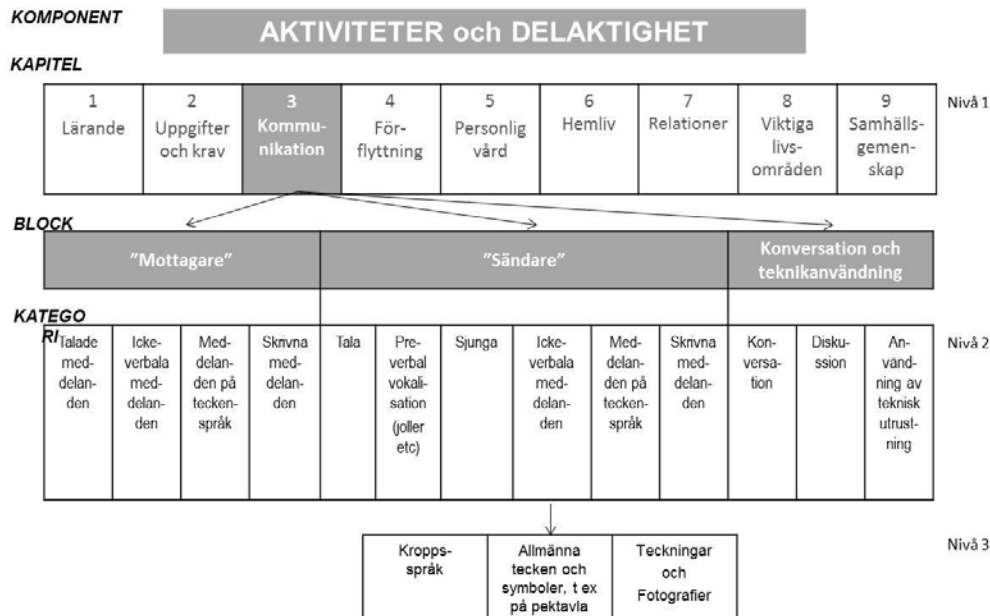 KOMPONENT
AKTIVITETER och DELAKTIGHET
KAPITEL
1
Lärande
2
Uppgifter
och krav
3
Kommu-
nikation
4
För-
flyttning
5
Personlig
vård
6
Hemliv
7
Relationer
8
Viktiga
livs-
områden
9
Samhälls-
gemen-
skap
Nivå 1
BLOCK
”Mottagare”
”Sändare”
Konversation och
teknikanvändning
KATEGO
RI
Talade
med-
delan-
den
Icke-
verbala
med-
delan-
den
Med-
delan-
den på
tecken-
språk
Skrivna
med-
delan-
den
Tala
Pre-
verbal
vokali-
sation
(joller
etc)
Sjunga
Icke-
verbala
med-
delan-
den
Med-
delan-
den på
tecken-
språk
Skrivna
med-
delan-
den
Kon-
versa-
tion
Disku-
ssion
An-
vänd-
ning av
teknisk
utrust-
ning
Nivå 2
Kropps-
språk
Allmänna
tecken och
symboler, t ex
på pektavla
Teckningar
och
Fotografier
Nivå 3